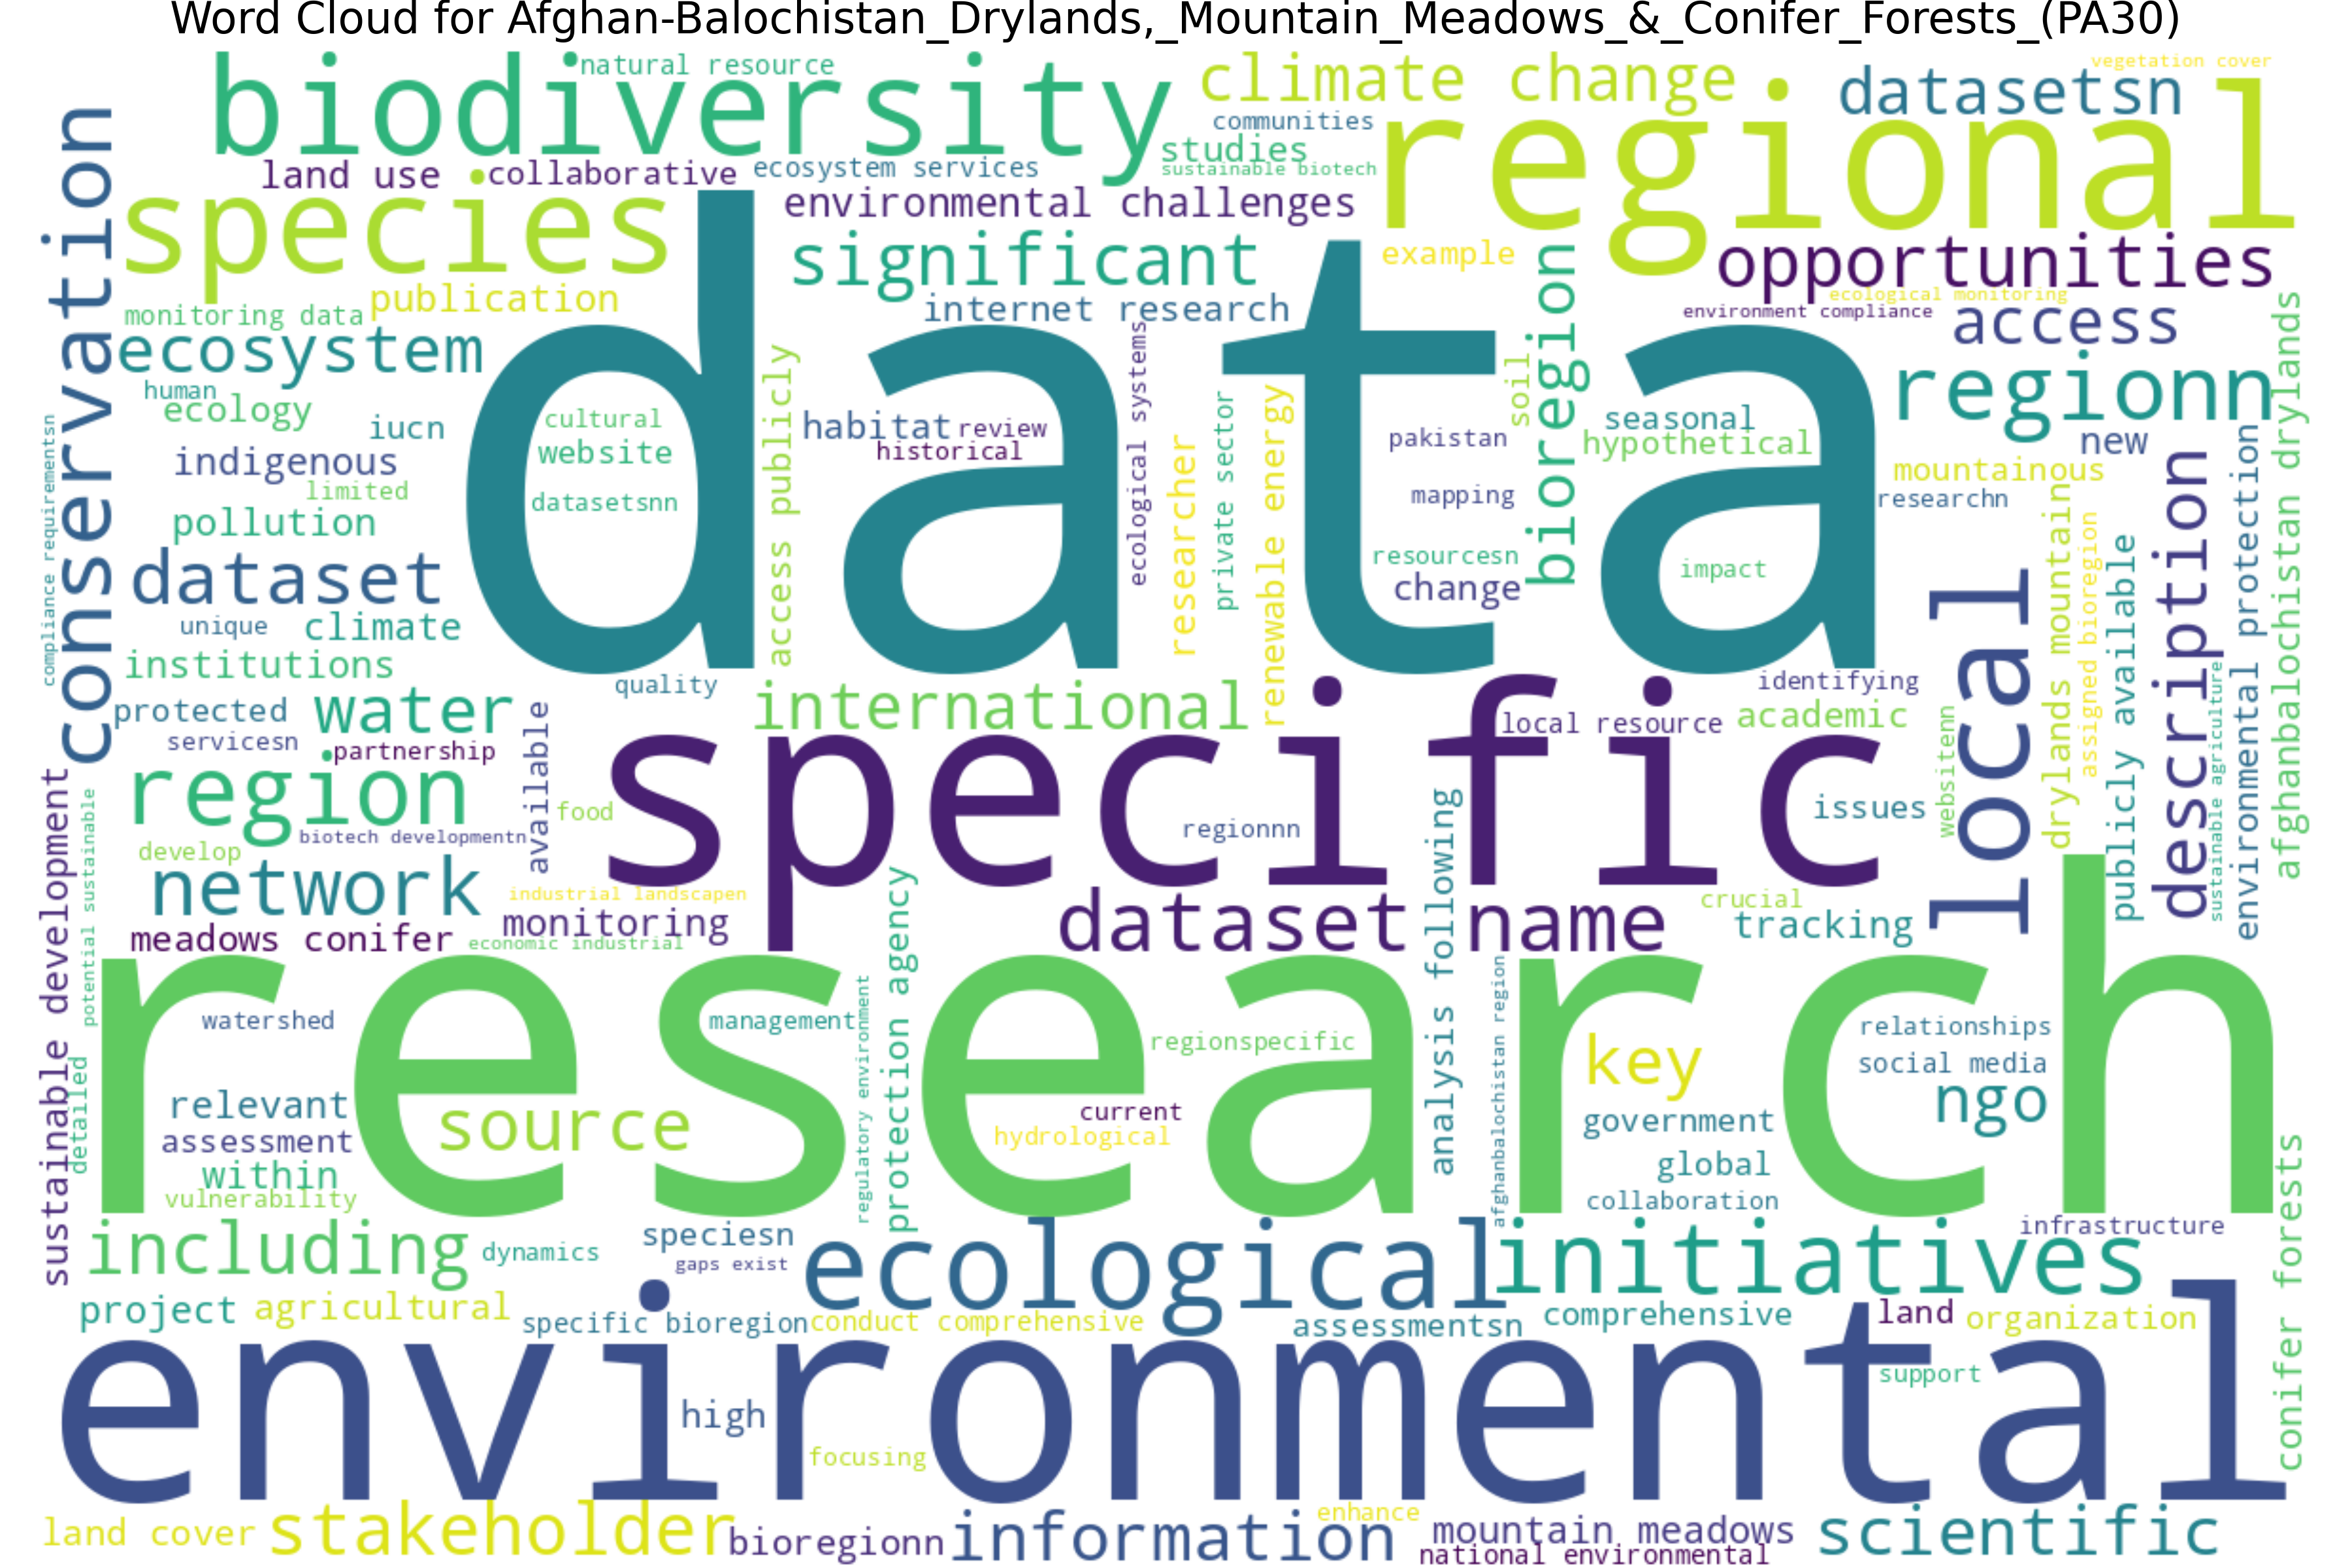 Word Cloud for Afghan-Balochistan_Drylands,_Mountain_Meadows_&_Conifer_Forests_(PA30)
biodiversity
natural resource
climate change
datasetsn
vegetation cover
regional
communities
studies
sustainable biotech
land use
collaborative
ecosystem services
environmental challenges
species
conservation
significant
example
opportunities
ecological monitoring
environment compliance
access
publication
monitoring data
internet research
ecosystem
data
bioregion
regionn
human
ecology
iucn
cultural
website
datasetsnn
access publicly
habitat
review
historical
ecological systems
researcher
private sector
renewable energy
pakistan
mapping
resourcesn
change
soil
seasonal
hypothetical
impact
new
mountainous
researchn
indigenous
limited
pollution
dataset
unique
climate
institutions
compliance requirementsn
quality
international
identifying
local resource
academic
local
websitenn
drylands mountain
assigned bioregion
publicly available
description
sustainable agriculture
environmental protection
afghanbalochistan drylands
protected
water
servicesn
partnership
region
available
food
specific
regionnn
issues
biotech developmentn
develop
network
industrial landscapen
monitoring
meadows conifer
economic industrial
dataset name
crucial
tracking
sustainable development
potential sustainable
detailed
research
watershed
management
regulatory environment
protection agency
regionspecific
analysis following
afghanbalochistan region
key
relationships
social media
ngo
relevant
assessment
within
vulnerability
source
current
hydrological
government
global
collaboration
including
dynamics
speciesn
gaps exist
ecological
initiatives
infrastructure
conifer forests
project
agricultural
specific bioregion
conduct comprehensive
assessmentsn
comprehensive
land
organization
environmental
high
focusing
support
land cover
stakeholder
bioregionn
information
enhance
mountain meadows
national environmental
scientific